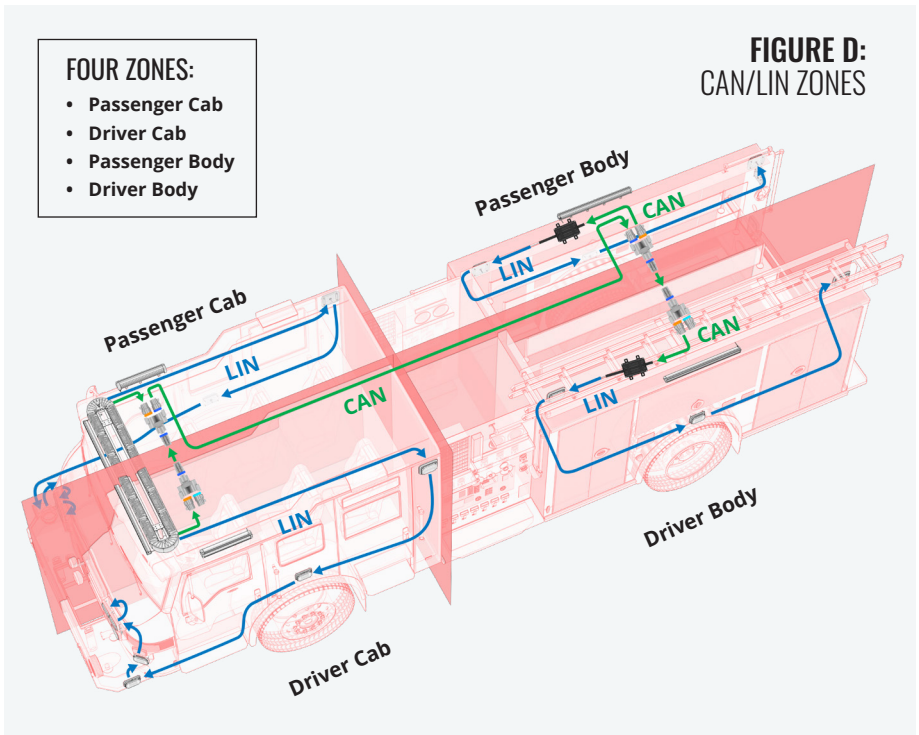 FOUR ZONES:
• Passenger Cab
• Driver Cab
• Passenger Body
• Driver Body
FIGURE D:
CAN/LIN ZONES
Passenger Body
CAN
LIN
Passenger Cab
LIN
CAN
CAN
LIN
LIN
Driver Body
Driver Cab